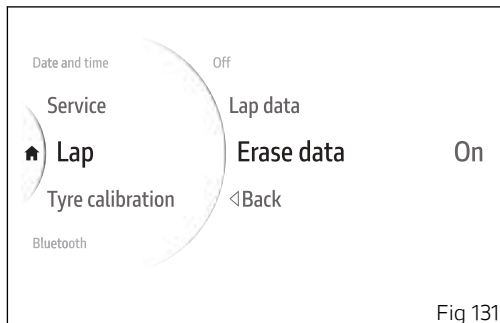 Date and time Off
Service Lap data
Lap Erase data On
Tyre calibration Back
Bluetooth
Fig 131